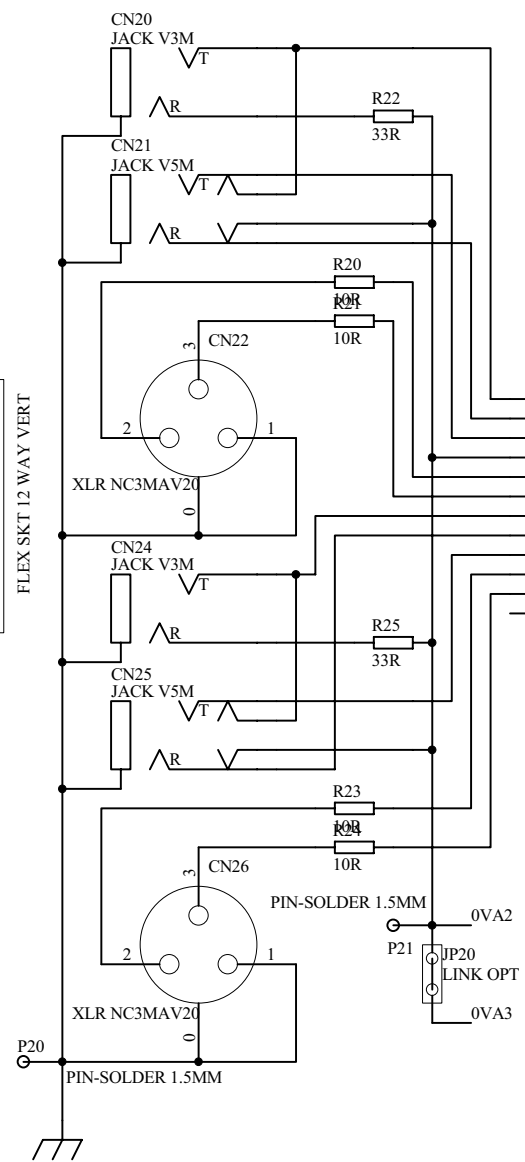 CN20
JACK V3M
T
R
R22
33R
CN21
JACK V5M
T
R
R20
10R
R21
10R
3
CN22
2
1
XLR NC3MAV20
0
FLEX SKT 12 WAY VERT
CN24
JACK V3M
T
R
R25
33R
CN25
JACK V5M
T
R
R23
10R
R24
10R
3
CN26
2
1
XLR NC3MAV20
0
PIN-SOLDER 1.5MM
0VA2
P21
JP20
LINK OPT
0VA3
P20
PIN-SOLDER 1.5MM